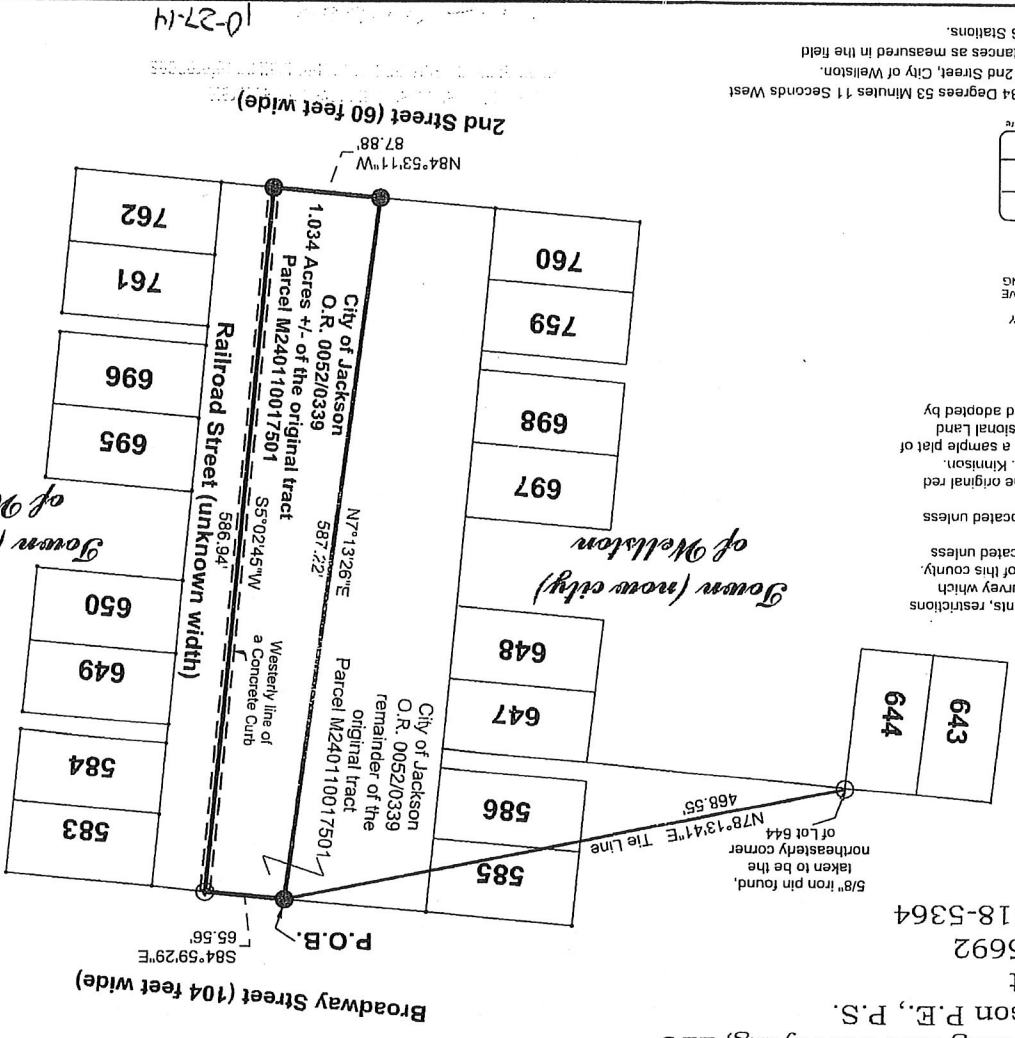 son P.E., P.S.
5692
18-5364
Broadway Street (104 feet wide)
S84°59'29"E
65.56'
P.O.B.
5/8" iron pin found,
taken to be the
northeasterly corner
of Lot 644
N78°13'41"E Tie Line
468.55'
643
644
585
586
647
648
583
584
649
650
City of Jackson
O.R. 0052/0339
remainder of the
original tract
Parcel M240110017501
Westerly line of
a Concrete Curb
Town (now city)
of Wellston
Town (
of W
N7°13'26"E
587.22'
S5°02'45"W
586.94'
Railroad Street (unknown width)
697
698
759
760
695
696
761
762
City of Jackson
O.R. 0052/0339
1.034 Acres +/- of the original tract
Parcel M240110017501
N84°53'11"W
87.88'
2nd Street (60 feet wide)
nts, restrictions
rvey which
of this county.
cated unless
ocated unless
e original red
. Kinnison.
a sample plat of
sional Land
d adopted by
34 Degrees 53 Minutes 11 Seconds West
2nd Street, City of Wellston.
tances as measured in the field
S Stations.
10-27-14